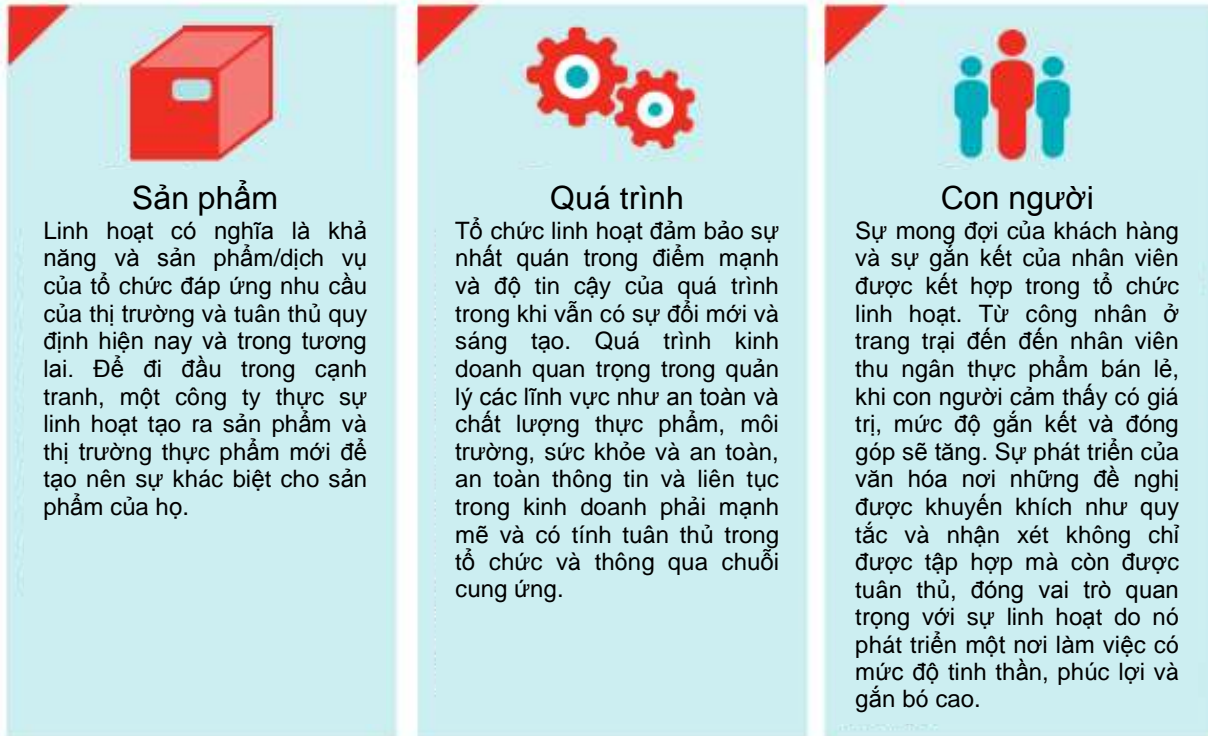 Sản phẩm
Linh hoạt có nghĩa là khả
năng và sản phẩm/dịch vụ
của tổ chức đáp ứng nhu cầu
của thị trường và tuân thủ quy
định hiện nay và trong tương
lai. Để đi đầu trong cạnh
tranh, một công ty thực sự
linh hoạt tạo ra sản phẩm và
thị trường thực phẩm mới để
tạo nên sự khác biệt cho sản
phẩm của họ.
Quá trình
Tổ chức linh hoạt đảm bảo sự
nhất quán trong điểm mạnh
và độ tin cậy của quá trình
trong khi vẫn có sự đổi mới và
sáng tạo. Quá trình kinh
doanh quan trọng trong quản
lý các lĩnh vực như an toàn và
chất lượng thực phẩm, môi
trường, sức khỏe và an toàn,
an toàn thông tin và liên tục
trong kinh doanh phải mạnh
mẽ và có tính tuân thủ trong
tổ chức và thông qua chuỗi
cung ứng.
Con người
Sự mong đợi của khách hàng
và sự gắn kết của nhân viên
được kết hợp trong tổ chức
linh hoạt. Từ công nhân ở
trang trại đến đến nhân viên
thu ngân thực phẩm bán lẻ,
khi con người cảm thấy có giá
trị, mức độ gắn kết và đóng
góp sẽ tăng. Sự phát triển của
văn hóa nơi những đề nghị
được khuyến khích như quy
tắc và nhận xét không chỉ
được tập hợp mà còn được
tuân thủ, đóng vai trò quan
trọng với sự linh hoạt do nó
phát triển một nơi làm việc có
mức độ tinh thần, phúc lợi và
gắn bó cao.